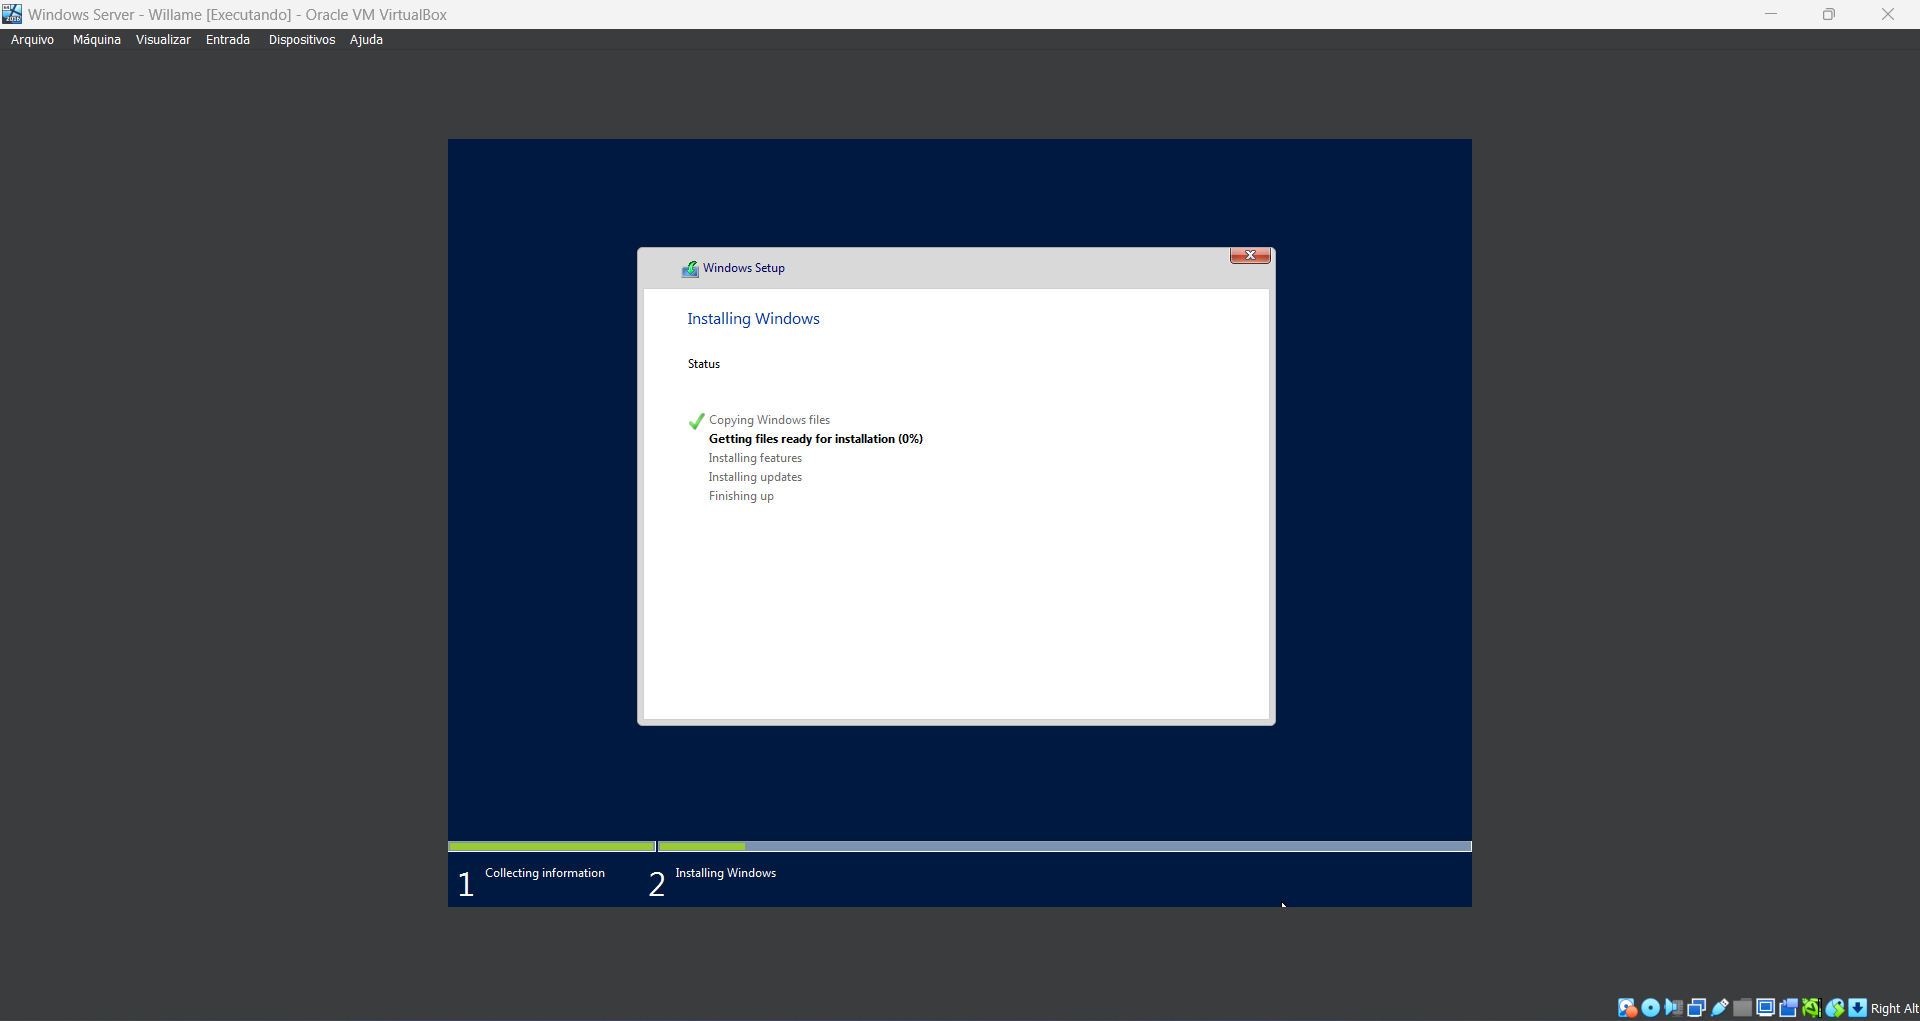 Windows Server - Willame [Executando] - Oracle VM VirtualBox
Arquivo Máquina Visualizar Entrada Dispositivos Ajuda
Windows Setup
Installing Windows
Status
Copying Windows files
Getting files ready for installation (0%)
Installing features
Installing updates
Finishing up
1 Collecting information 2 Installing Windows
Right Alt